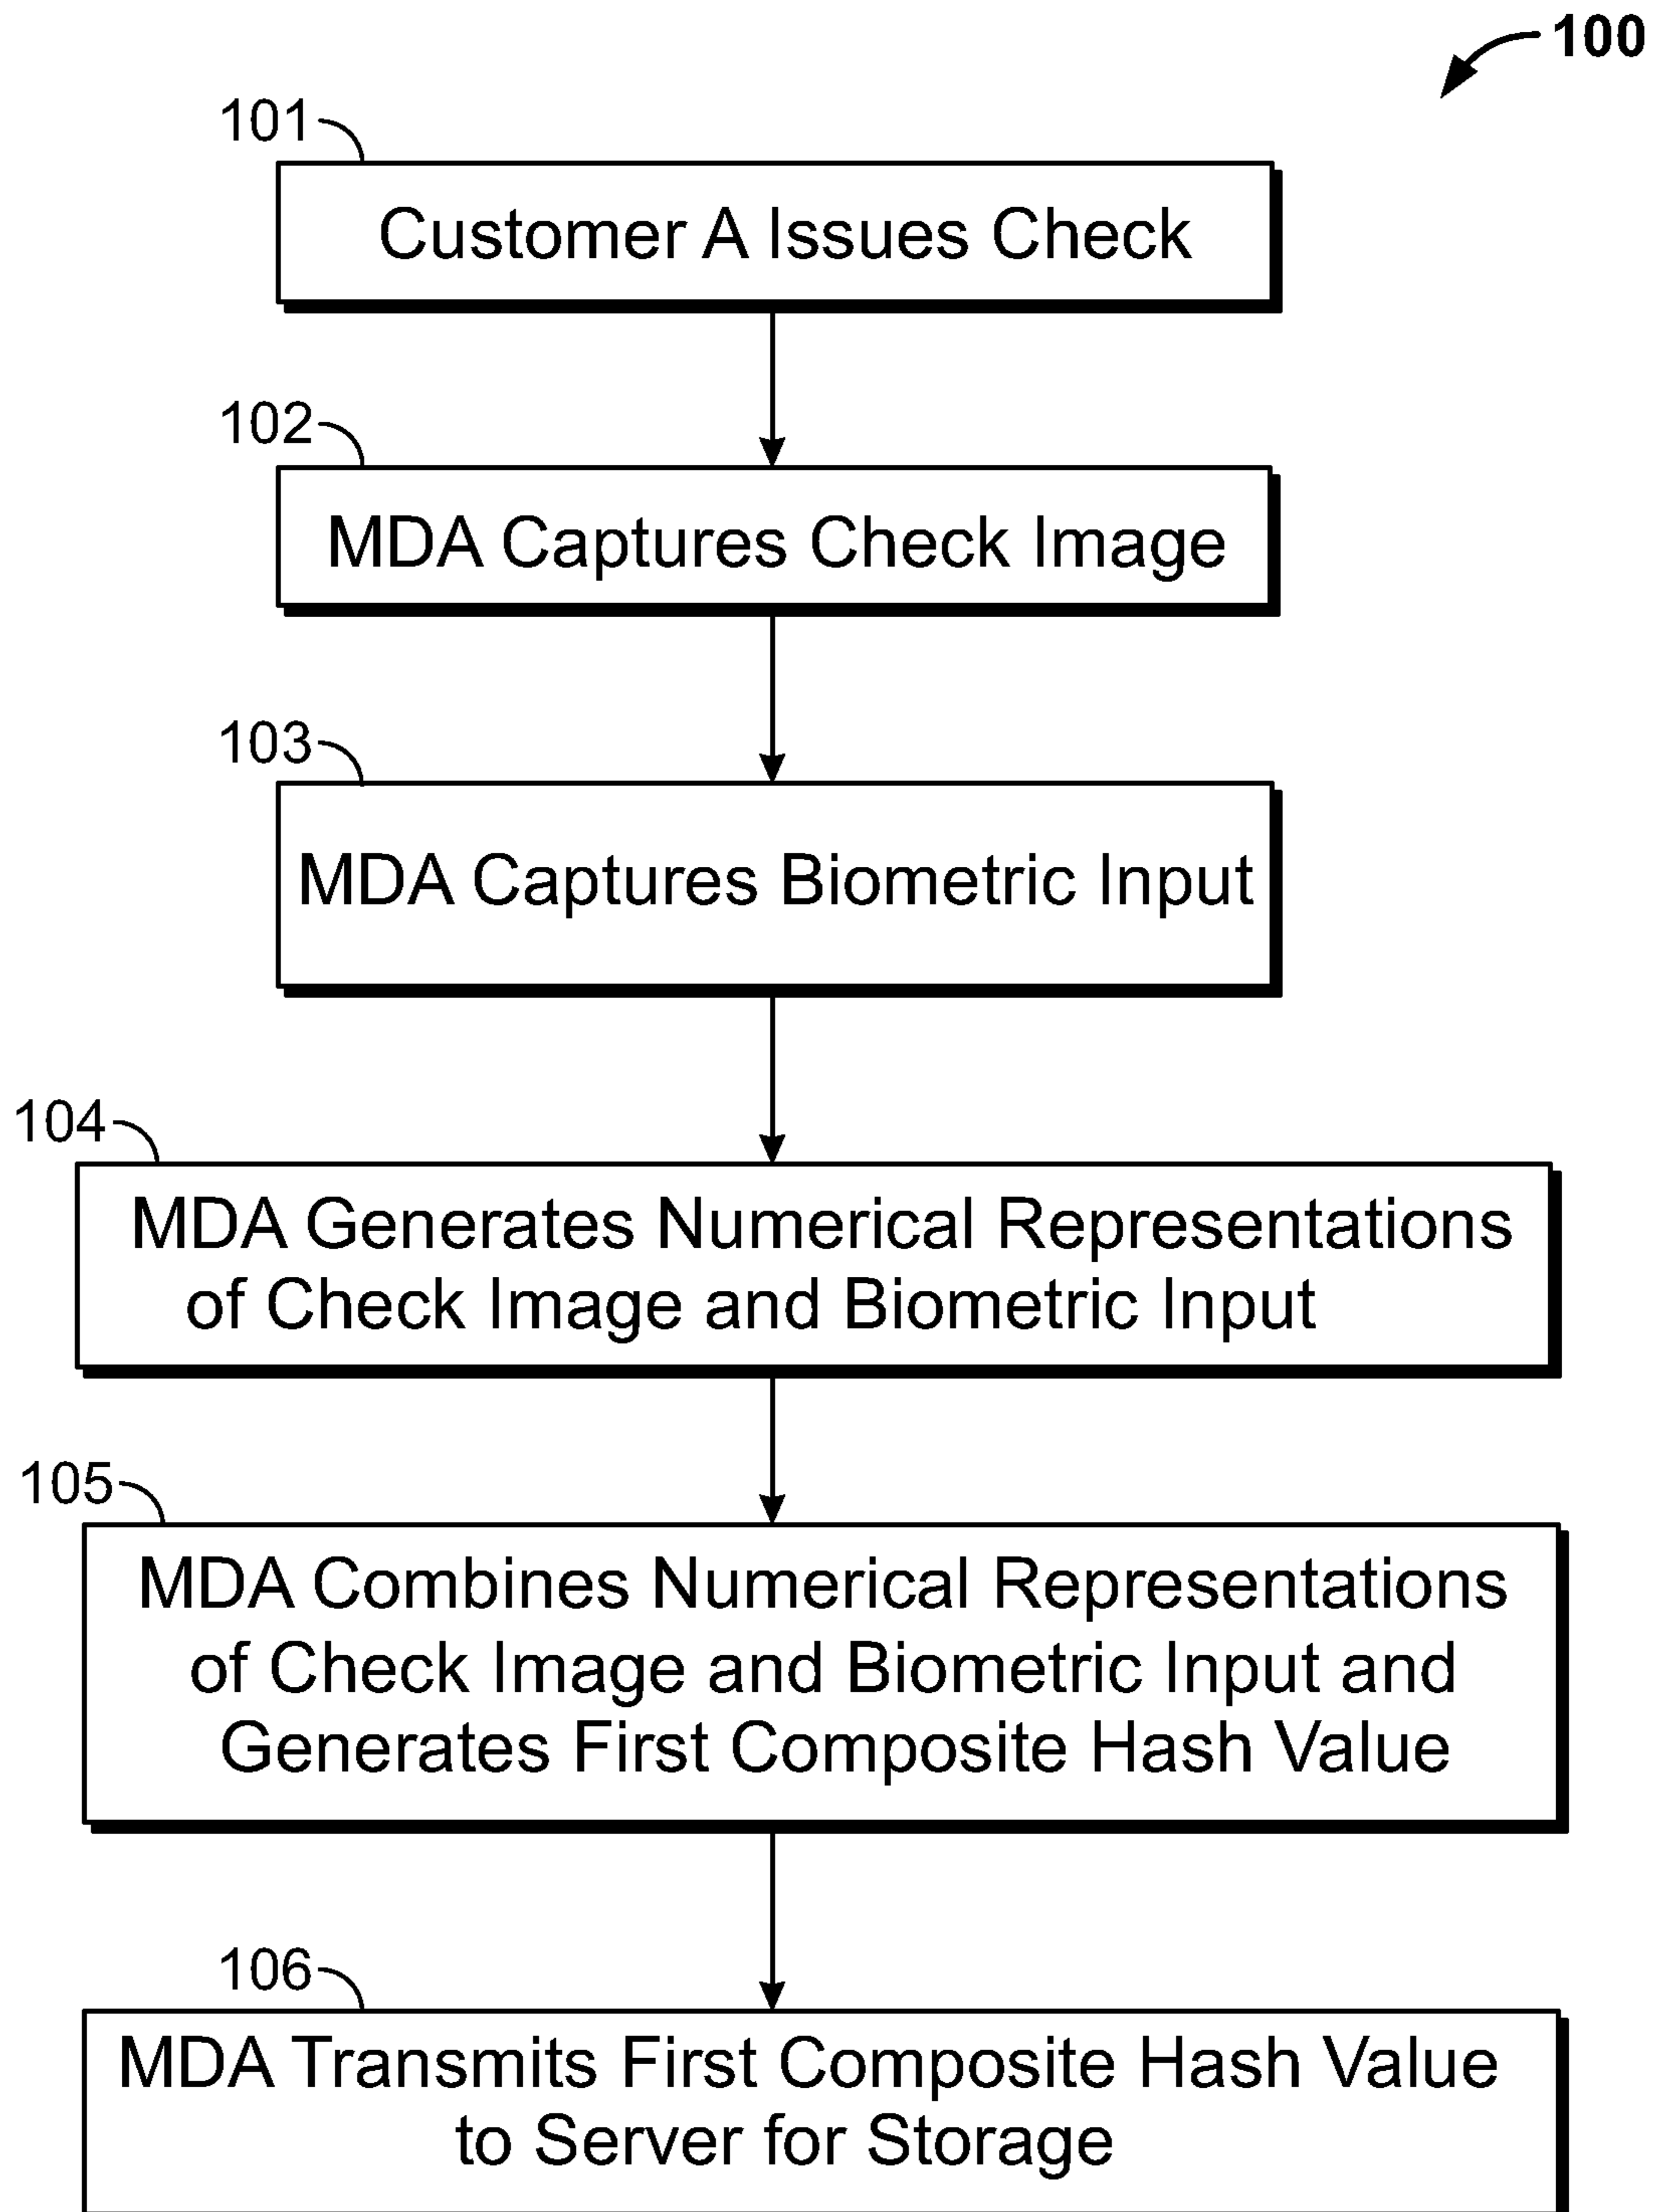 100
101
Customer A Issues Check
102
MDA Captures Check Image
103
MDA Captures Biometric Input
104
MDA Generates Numerical Representations
of Check Image and Biometric Input
105
MDA Combines Numerical Representations
of Check Image and Biometric Input and
Generates First Composite Hash Value
106
MDA Transmits First Composite Hash Value
to Server for Storage